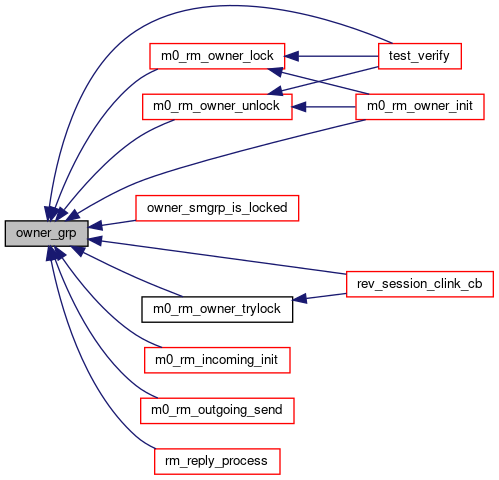 m0_rm_owner_lock
test_verify
m0_rm_owner_unlock
m0_rm_owner_init
owner_smgrp_is_locked
owner_grp
rev_session_clink_cb
m0_rm_owner_trylock
m0_rm_incoming_init
m0_rm_outgoing_send
rm_reply_process